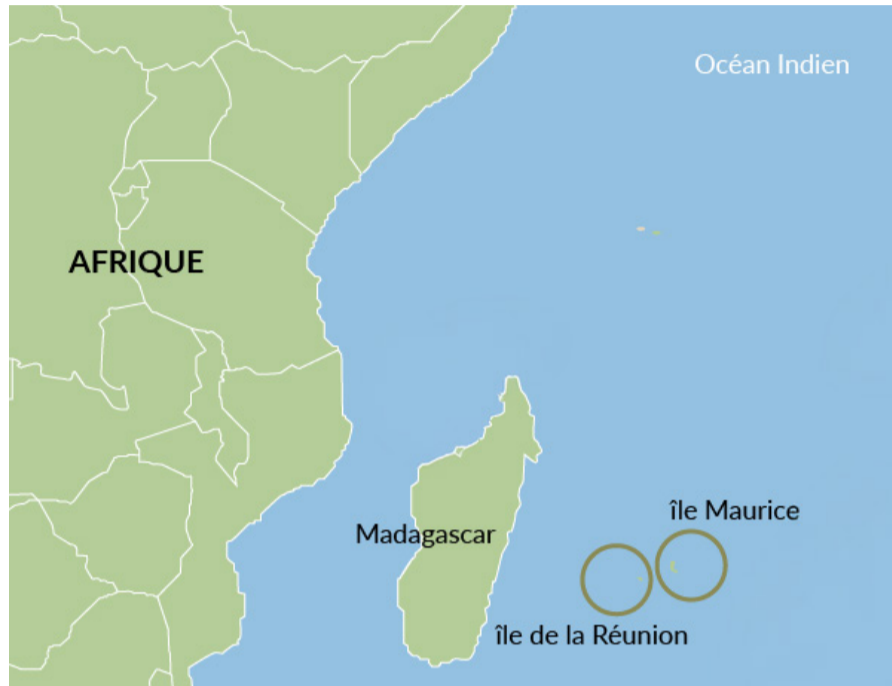 Océan Indien
AFRIQUE
île Maurice
Madagascar
île de la Réunion